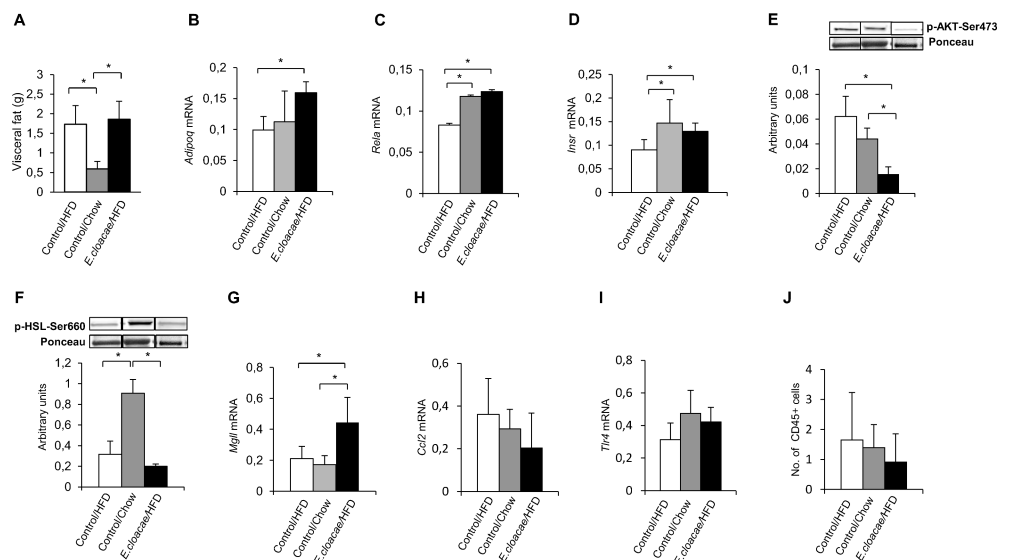 A
Visceral fat (g)
3
2,5
2
1,5
1
0,5
0
*
*
Control/HFD
Control/Chow
E.cloacae/HFD
B
Adipoq mRNA
0,2
0,15
0,1
0,05
0
*
Control/HFD
Control/Chow
E.cloacae/HFD
C
Rela mRNA
0,15
0,1
0,05
0
*
*
Control/HFD
Control/Chow
E.cloacae/HFD
D
Insr mRNA
0,25
0,2
0,15
0,1
0,05
0
*
*
Control/HFD
Control/Chow
E.cloacae/HFD
E
p-AKT-Ser473
Ponceau
Arbitrary units
0,1
0,08
0,06
0,04
0,02
0
*
*
Control/HFD
Control/Chow
E.cloacae/HFD
F
p-HSL-Ser660
Ponceau
Arbitrary units
1,2
1
0,8
0,6
0,4
0,2
0
*
*
Control/HFD
Control/Chow
E.cloacae/HFD
G
Mgll mRNA
0,8
0,6
0,4
0,2
0
*
*
Control/HFD
Control/Chow
E.cloacae/HFD
H
Ccl2 mRNA
0,6
0,4
0,2
0
Control/HFD
Control/Chow
E.cloacae/HFD
I
Tlr4 mRNA
0,8
0,6
0,4
0,2
0
Control/HFD
Control/Chow
E.cloacae/HFD
J
No. of CD45+ cells
4
3
2
1
0
Control/HFD
Control/Chow
E.cloacae/HFD